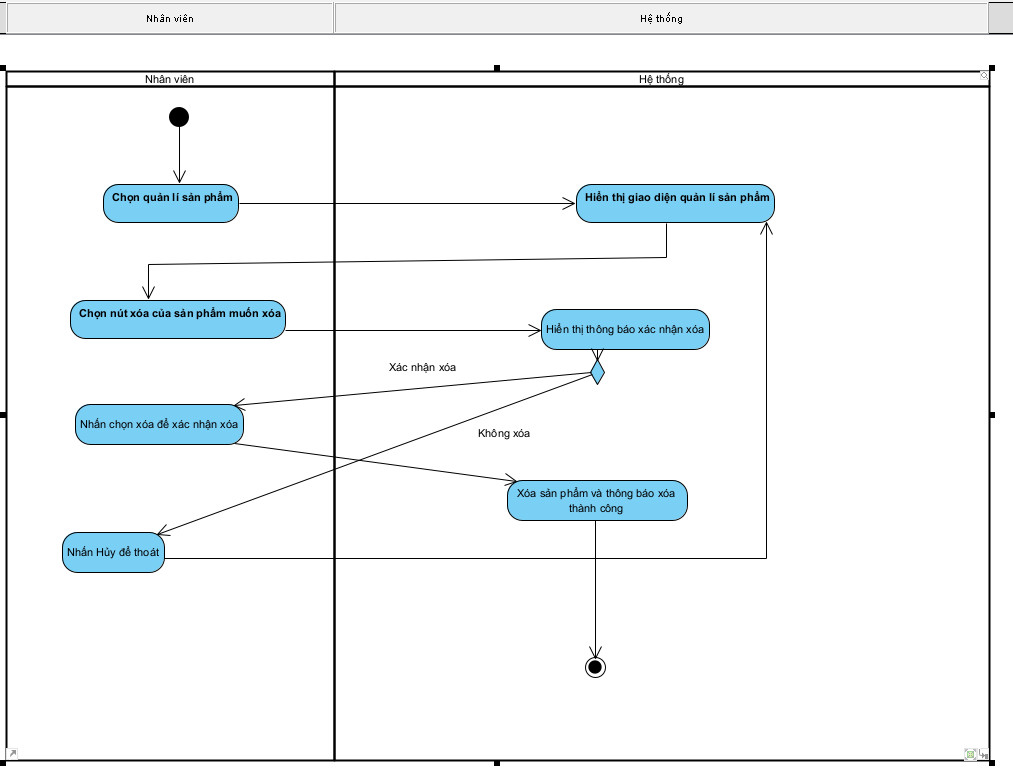 Nhân viên
Hệ thống
Nhân viên
Hệ thống
Chọn quản lí sản phẩm
Hiển thị giao diện quản lí sản phẩm
Chọn nút xóa của sản phẩm muốn xóa
Hiển thị thông báo xác nhận xóa
Xác nhận xóa
Nhấn chọn xóa để xác nhận xóa
Không xóa
Xóa sản phẩm và thông báo xóa
thành công
Nhấn Hủy để thoát